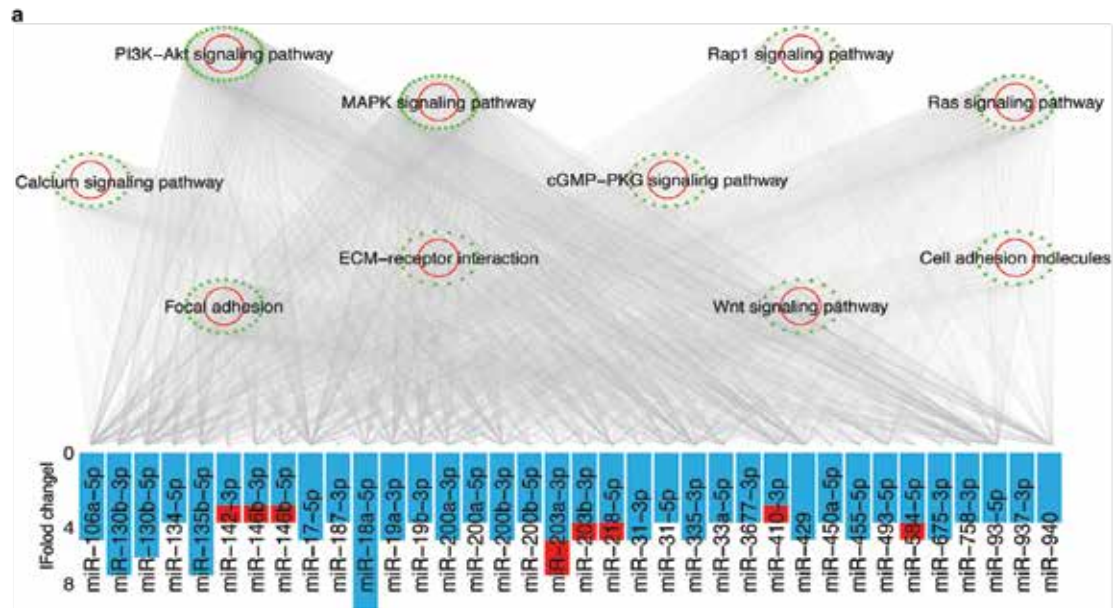 a
PI3K-Akt signaling pathway
Rap1 signaling pathway
MAPK signaling pathway
Ras signaling pathway
Calcium signaling pathway
cGMP-PKG signaling pathway
ECM-receptor interaction
Cell adhesion molecules
Focal adhesion
Wnt signaling pathway
|Folod change|
0
4
8
miR-106a-5p
miR-130b-3p
miR-130b-5p
miR-134-5p
miR-135b-5p
miR-142-3p
miR-146b-3p
miR-146b-5p
miR-17-5p
miR-187-3p
miR-18a-5p
miR-19a-3p
miR-19b-3p
miR-200a-3p
miR-200a-5p
miR-200b-3p
miR-200b-5p
miR-203a-3p
miR-203b-3p
miR-218-5p
miR-31-3p
miR-31-5p
miR-335-3p
miR-33a-5p
miR-3677-3p
miR-410-3p
miR-429
miR-450a-5p
miR-455-5p
miR-493-5p
miR-584-5p
miR-675-3p
miR-758-3p
miR-93-5p
miR-937-3p
miR-940